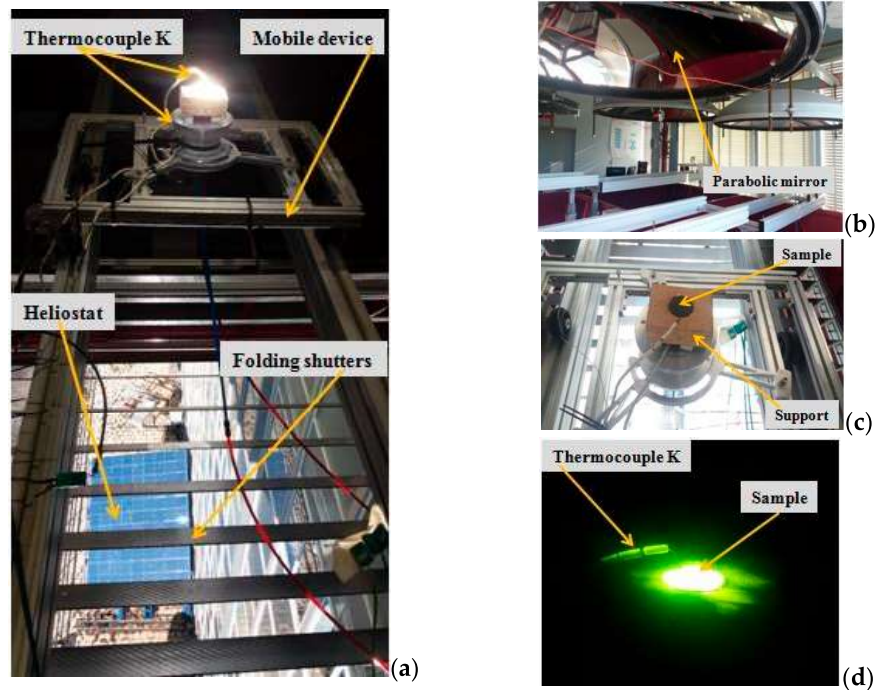 Thermocouple K
Mobile device
Heliostat
Folding shutters
(a)
Parabolic mirror
(b)
Sample
Support
(c)
Thermocouple K
Sample
(d)